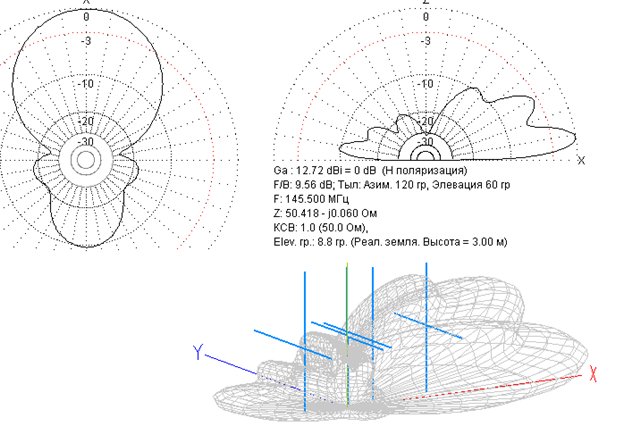 X
0
-3
-10
-20
-30
Z
0
-3
-10
-20
-30
X
Ga : 12.72 dBi = 0 dB (Н поляризация)
F/B: 9.56 dB; Тыл: Азим. 120 гр, Элевация 60 гр
F: 145.500 МГц
Z: 50.418 - j0.060 Ом
КСВ: 1.0 (50.0 Ом),
Elev. гр.: 8.8 гр. (Реал. земля. Высота = 3.00 м)
Y
X